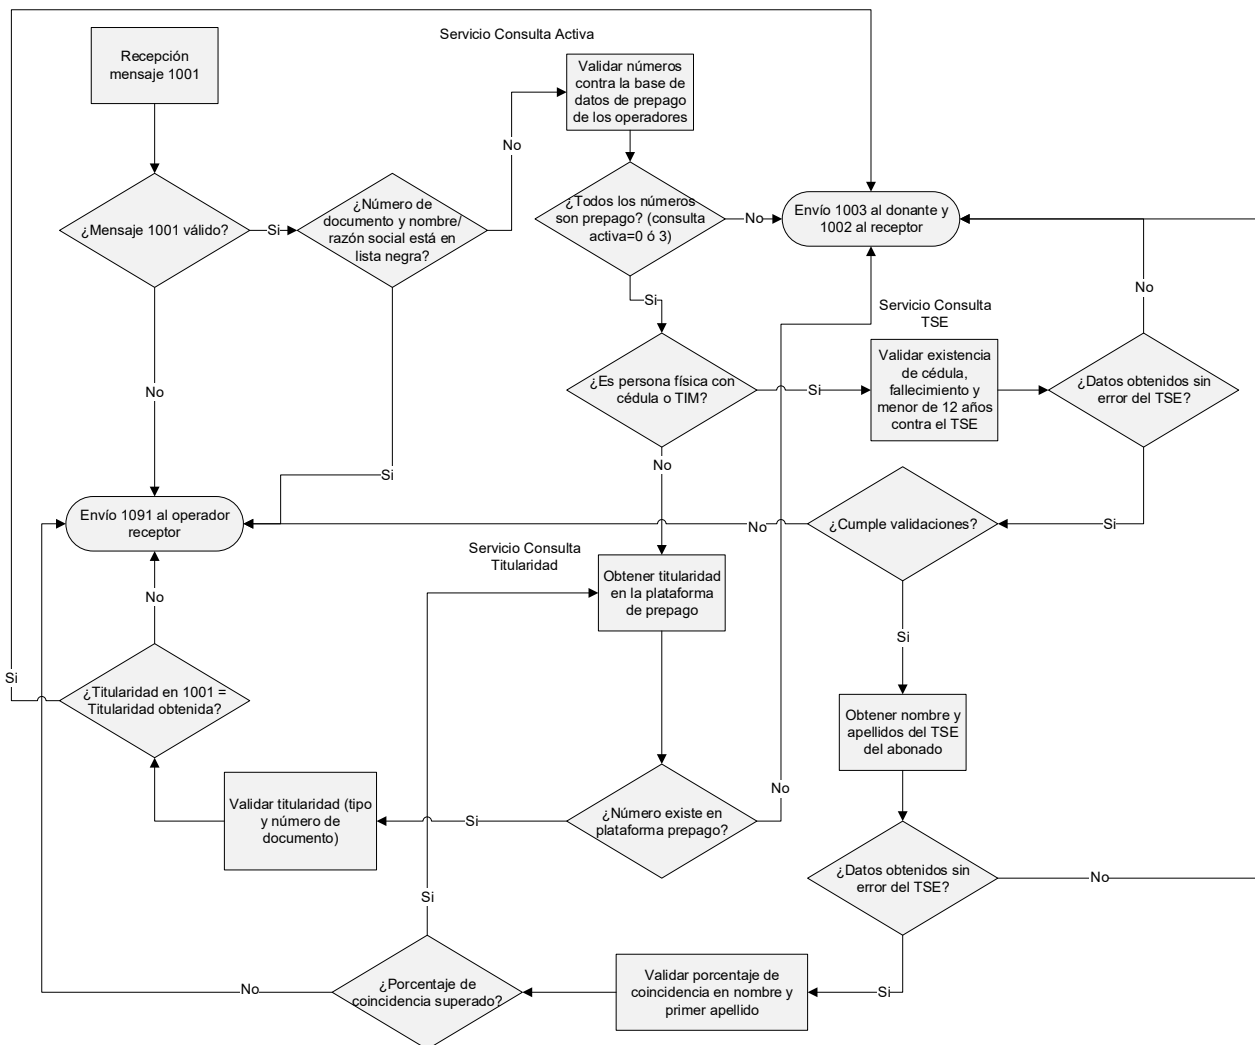 Servicio Consulta Activa
Recepción
mensaje 1001
Validar números
contra la base de
datos de prepago
de los operadores
No
¿Mensaje 1001 válido?
Si
¿Número de
documento y nombre/
razón social está en
lista negra?
¿Todos los números
son prepago? (consulta
activa=0 ó 3)
No
Envío 1003 al donante y
1002 al receptor
Si
No
Servicio Consulta
TSE
No
¿Es persona física con
cédula o TIM?
Si
Validar existencia
de cédula,
fallecimiento y
menor de 12 años
contra el TSE
¿Datos obtenidos sin
error del TSE?
No
Si
Envío 1091 al operador
receptor
No
¿Cumple validaciones?
Si
Servicio Consulta
Titularidad
Obtener titularidad
en la plataforma
de prepago
No
Si
Si
¿Titularidad en 1001 =
Titularidad obtenida?
Obtener nombre y
apellidos del TSE
del abonado
No
Validar titularidad (tipo
y número de
documento)
Si
¿Número existe en
plataforma prepago?
¿Datos obtenidos sin
error del TSE?
No
Si
¿Porcentaje de
coincidencia superado?
No
Validar porcentaje de
coincidencia en nombre y
primer apellido
Si